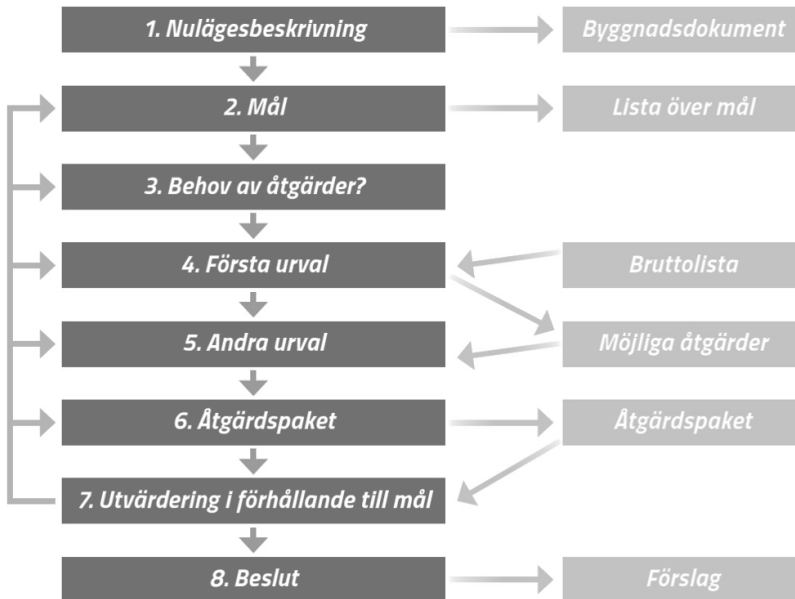 1. Nulägesbeskrivning
Byggnadsdokument
2. Mål
Lista över mål
3. Behov av åtgärder?
4. Första urval
Bruttolista
5. Andra urval
Möjliga åtgärder
6. Åtgärdspaket
Åtgärdspaket
7. Utvärdering i förhållande till mål
8. Beslut
Förslag